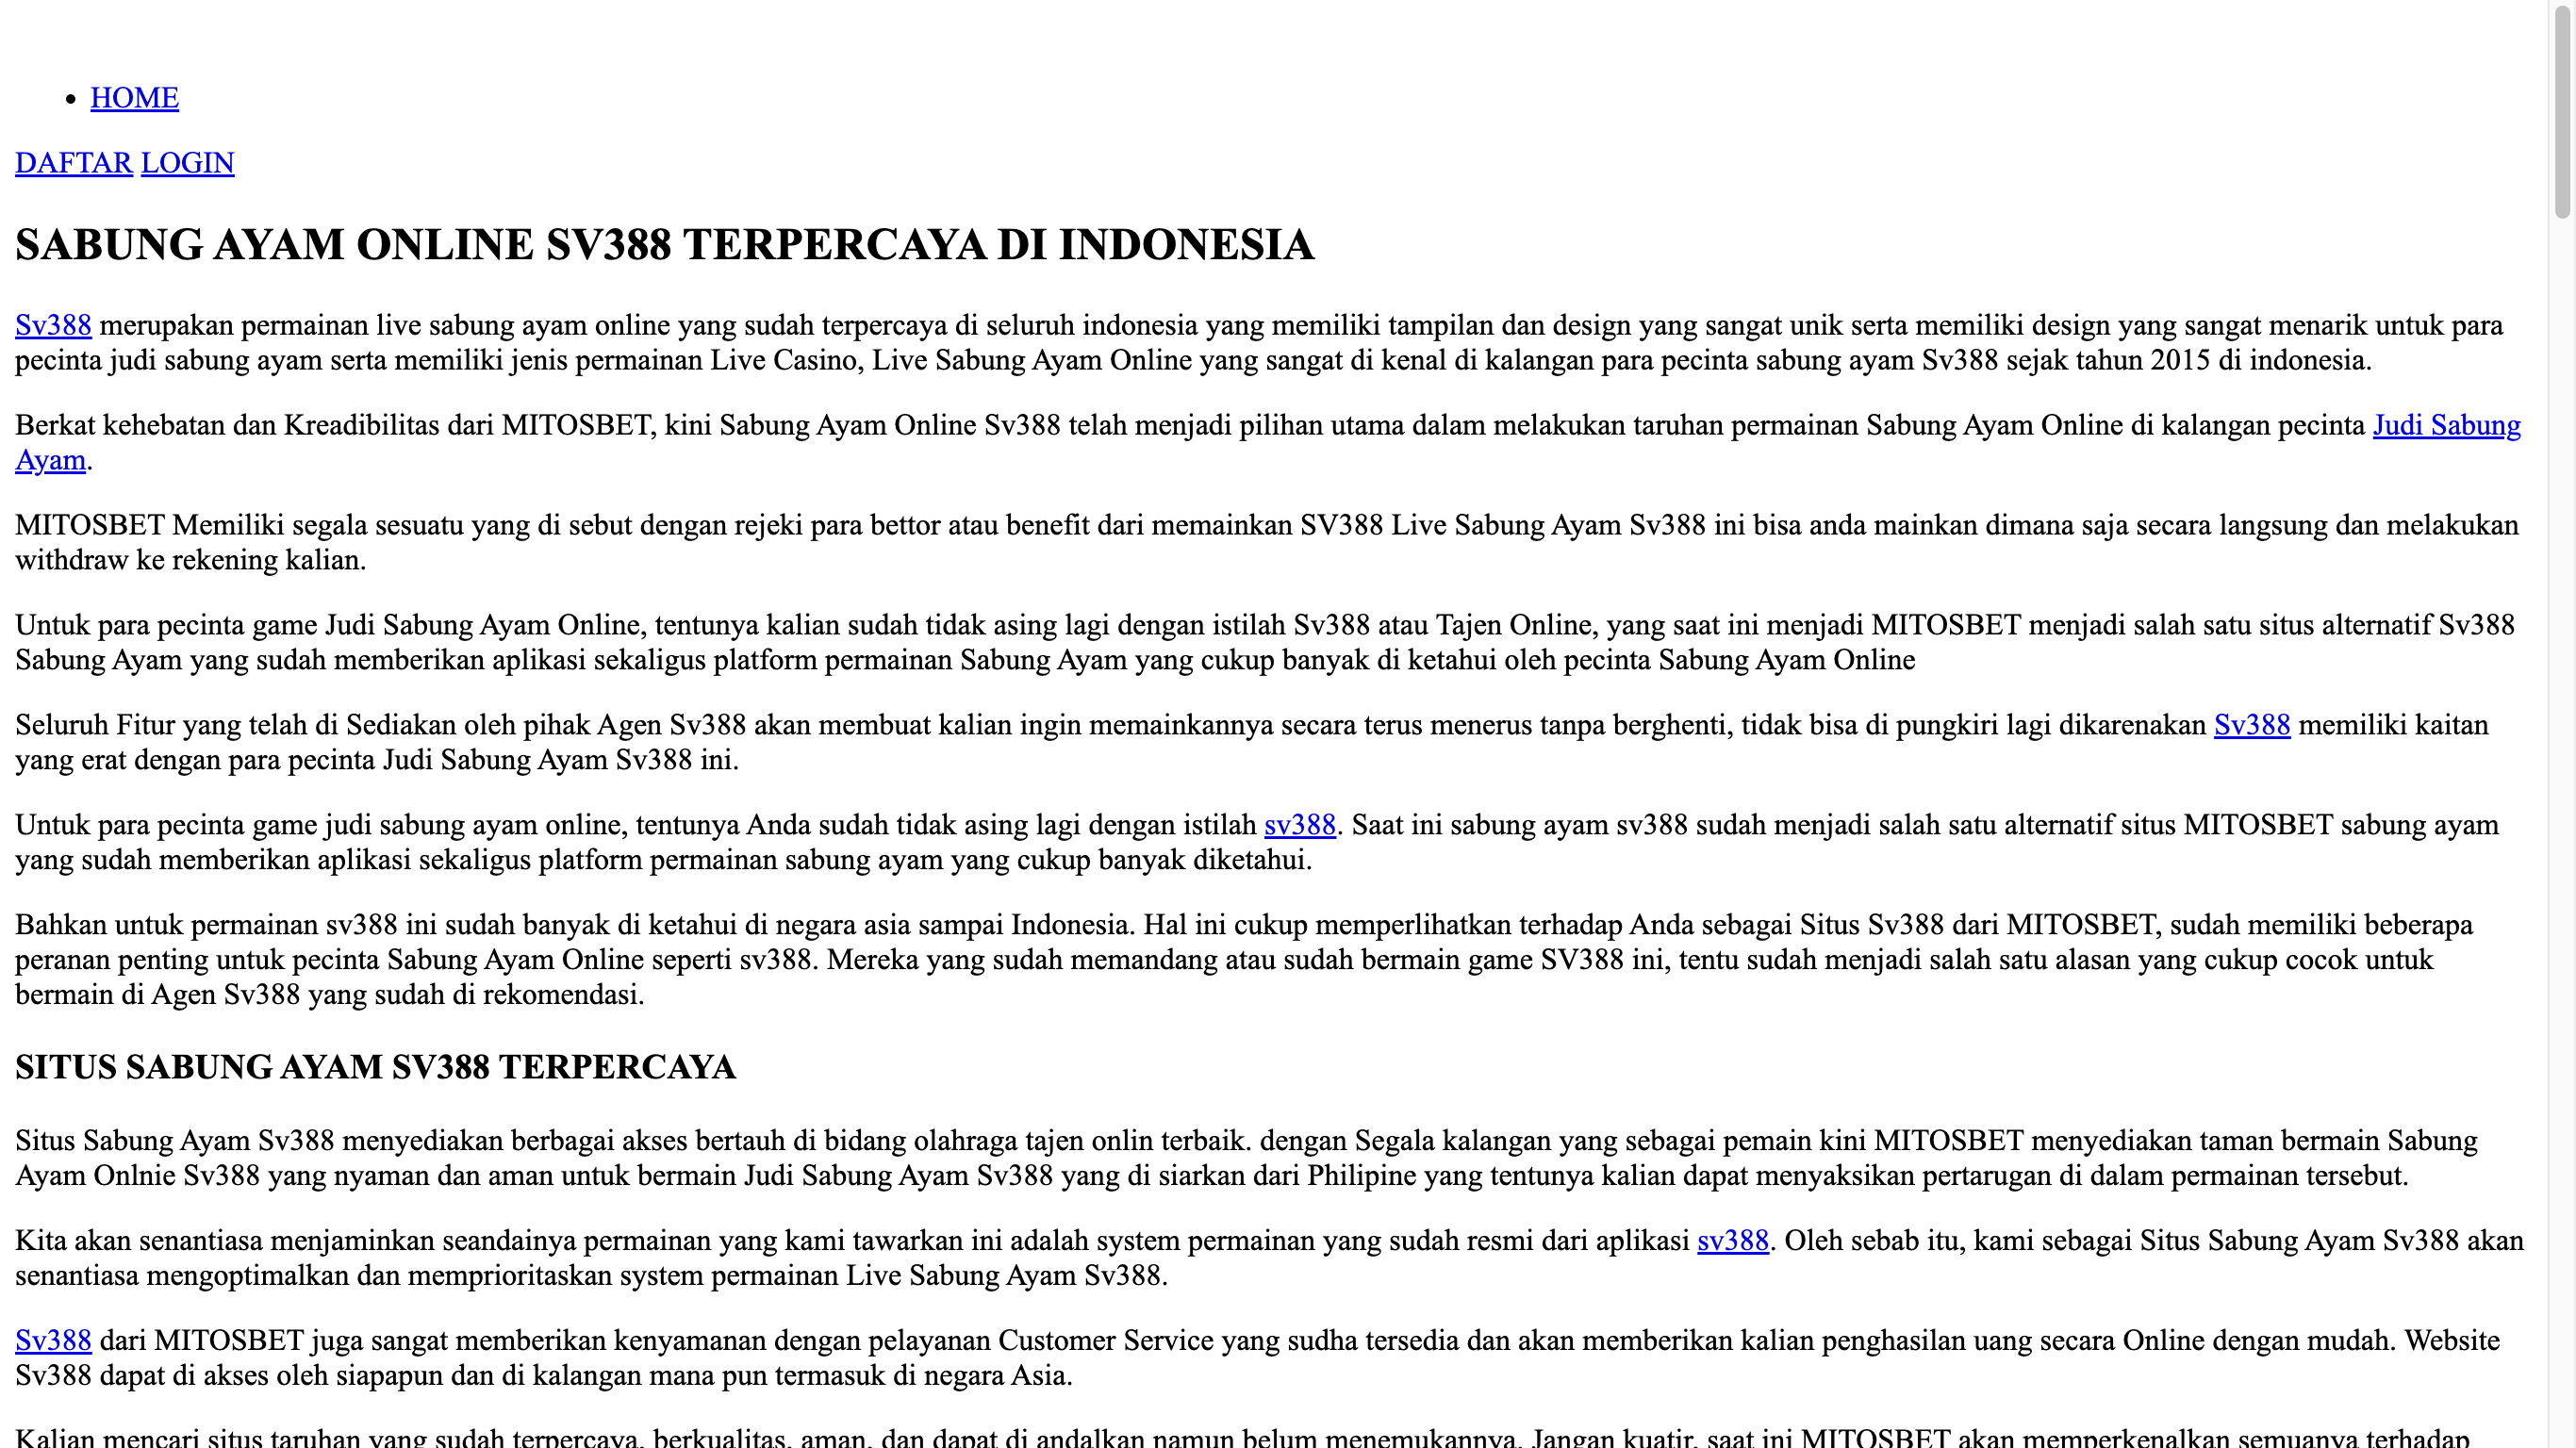 HOME
DAFTAR LOGIN
SABUNG AYAM ONLINE SV388 TERPERCAYA DI INDONESIA
Sv388 merupakan permainan live sabung ayam online yang sudah terpercaya di seluruh indonesia yang memiliki tampilan dan design yang sangat unik serta memiliki design yang sangat menarik untuk para
pecinta judi sabung ayam serta memiliki jenis permainan Live Casino, Live Sabung Ayam Online yang sangat di kenal di kalangan para pecinta sabung ayam Sv388 sejak tahun 2015 di indonesia.
Berkat kehebatan dan Kreadibilitas dari MITOSBET, kini Sabung Ayam Online Sv388 telah menjadi pilihan utama dalam melakukan taruhan permainan Sabung Ayam Online di kalangan pecinta Judi Sabung
Ayam.
MITOSBET Memiliki segala sesuatu yang di sebut dengan rejeki para bettor atau benefit dari memainkan SV388 Live Sabung Ayam Sv388 ini bisa anda mainkan dimana saja secara langsung dan melakukan
withdraw ke rekening kalian.
Untuk para pecinta game Judi Sabung Ayam Online, tentunya kalian sudah tidak asing lagi dengan istilah Sv388 atau Tajen Online, yang saat ini menjadi MITOSBET menjadi salah satu situs alternatif Sv388
Sabung Ayam yang sudah memberikan aplikasi sekaligus platform permainan Sabung Ayam yang cukup banyak di ketahui oleh pecinta Sabung Ayam Online
Seluruh Fitur yang telah di Sediakan oleh pihak Agen Sv388 akan membuat kalian ingin memainkannya secara terus menerus tanpa berghenti, tidak bisa di pungkiri lagi dikarenakan Sv388 memiliki kaitan
yang erat dengan para pecinta Judi Sabung Ayam Sv388 ini.
Untuk para pecinta game judi sabung ayam online, tentunya Anda sudah tidak asing lagi dengan istilah sv388. Saat ini sabung ayam sv388 sudah menjadi salah satu alternatif situs MITOSBET sabung ayam
yang sudah memberikan aplikasi sekaligus platform permainan sabung ayam yang cukup banyak diketahui.
Bahkan untuk permainan sv388 ini sudah banyak di ketahui di negara asia sampai Indonesia. Hal ini cukup memperlihatkan terhadap Anda sebagai Situs Sv388 dari MITOSBET, sudah memiliki beberapa
peranan penting untuk pecinta Sabung Ayam Online seperti sv388. Mereka yang sudah memandang atau sudah bermain game SV388 ini, tentu sudah menjadi salah satu alasan yang cukup cocok untuk
bermain di Agen Sv388 yang sudah di rekomendasi.
SITUS SABUNG AYAM SV388 TERPERCAYA
Situs Sabung Ayam Sv388 menyediakan berbagai akses bertauh di bidang olahraga tajen onlin terbaik. dengan Segala kalangan yang sebagai pemain kini MITOSBET menyediakan taman bermain Sabung
Ayam Onlnie Sv388 yang nyaman dan aman untuk bermain Judi Sabung Ayam Sv388 yang di siarkan dari Philipine yang tentunya kalian dapat menyaksikan pertarugan di dalam permainan tersebut.
Kita akan senantiasa menjaminkan seandainya permainan yang kami tawarkan ini adalah system permainan yang sudah resmi dari aplikasi sv388. Oleh sebab itu, kami sebagai Situs Sabung Ayam Sv388 akan
senantiasa mengoptimalkan dan memprioritaskan system permainan Live Sabung Ayam Sv388.
Sv388 dari MITOSBET juga sangat memberikan kenyamanan dengan pelayanan Customer Service yang sudha tersedia dan akan memberikan kalian penghasilan uang secara Online dengan mudah. Website
Sv388 dapat di akses oleh siapapun dan di kalangan mana pun termasuk di negara Asia.
Kalian mencari situs taruhan yang sudah terpercaya, berkualitas, aman, dan dapat di andalkan namun belum menemukannya. Jangan kuatir, saat ini MITOSBET akan memperkenalkan semuanya terhadap